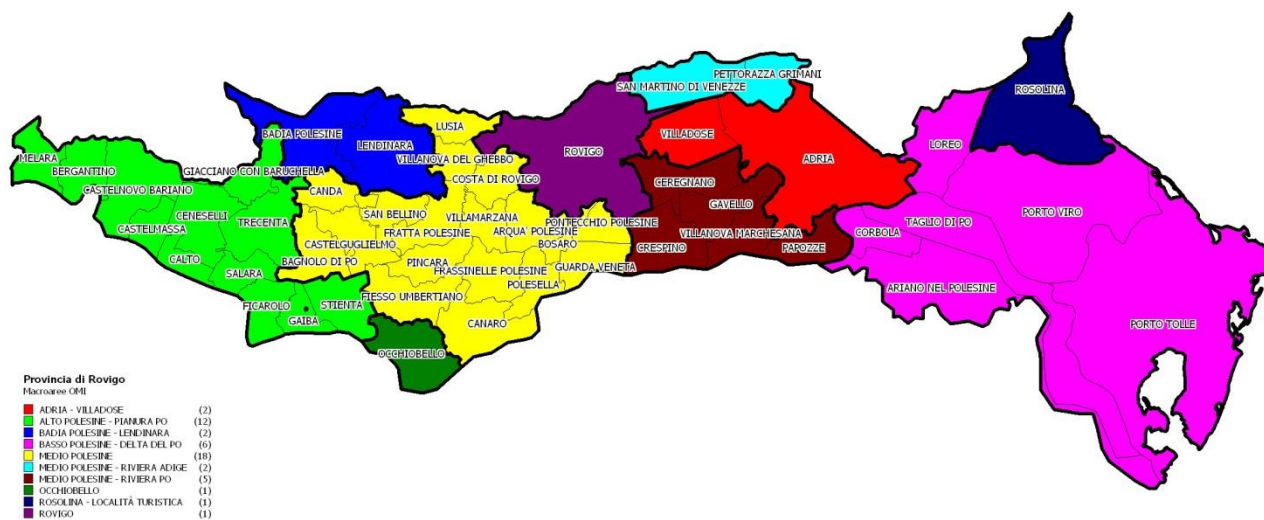 ROSOLINA
PETTORAZZA GRIMANI
SAN MARTINO DI VENEZZE
LUSIA
BADIA POLESINE
VILLADOSE
LENDINARA
LOREO
ROVIGO
MELARA
VILLANOVA DEL GHEBBO
ADRIA
BERGANTINO
GIACCIANO CON BARUCHELLA
CEREGNANO
COSTA DI ROVIGO
CASTELNOVO BARIANO
CANDA
GAVELLO
PORTO VIRO
CENESELLI
SAN BELLINO
VILLAMARZANA
TRECENTA
PONTECCHIO POLESINE
TAGLIO DI PO
CASTELMASSA
FRATTA POLESINE
ARQUA' POLESINE
VILLANOVA MARCHESANA
CORBOLA
CASTELGUGLIELMO
BOSARO
CRESPINO
PAPOZZE
CALTO
BAGNOLO DI PO
PINCARA
GUARDA VENETA
SALARA
FRASSINELLE POLESINE
POLESELLA
ARIANO NEL POLESINE
FIESSO UMBERTIANO
FICAROLO
STIENTA
GAIBA
CANARO
PORTO TOLLE
OCCHIOBELLO
Provincia di Rovigo
Macroaree OMI
ADRIA - VILLADOSE (2)
ALTO POLESINE - PIANURA PO (12)
BADIA POLESINE - LENDINARA (2)
BASSO POLESINE - DELTA DEL PO (6)
MEDIO POLESINE (18)
MEDIO POLESINE - RIVIERA ADIGE (2)
MEDIO POLESINE - RIVIERA PO (5)
OCCHIOBELLO (1)
ROSOLINA - LOCALITÀ TURISTICA (1)
ROVIGO (1)